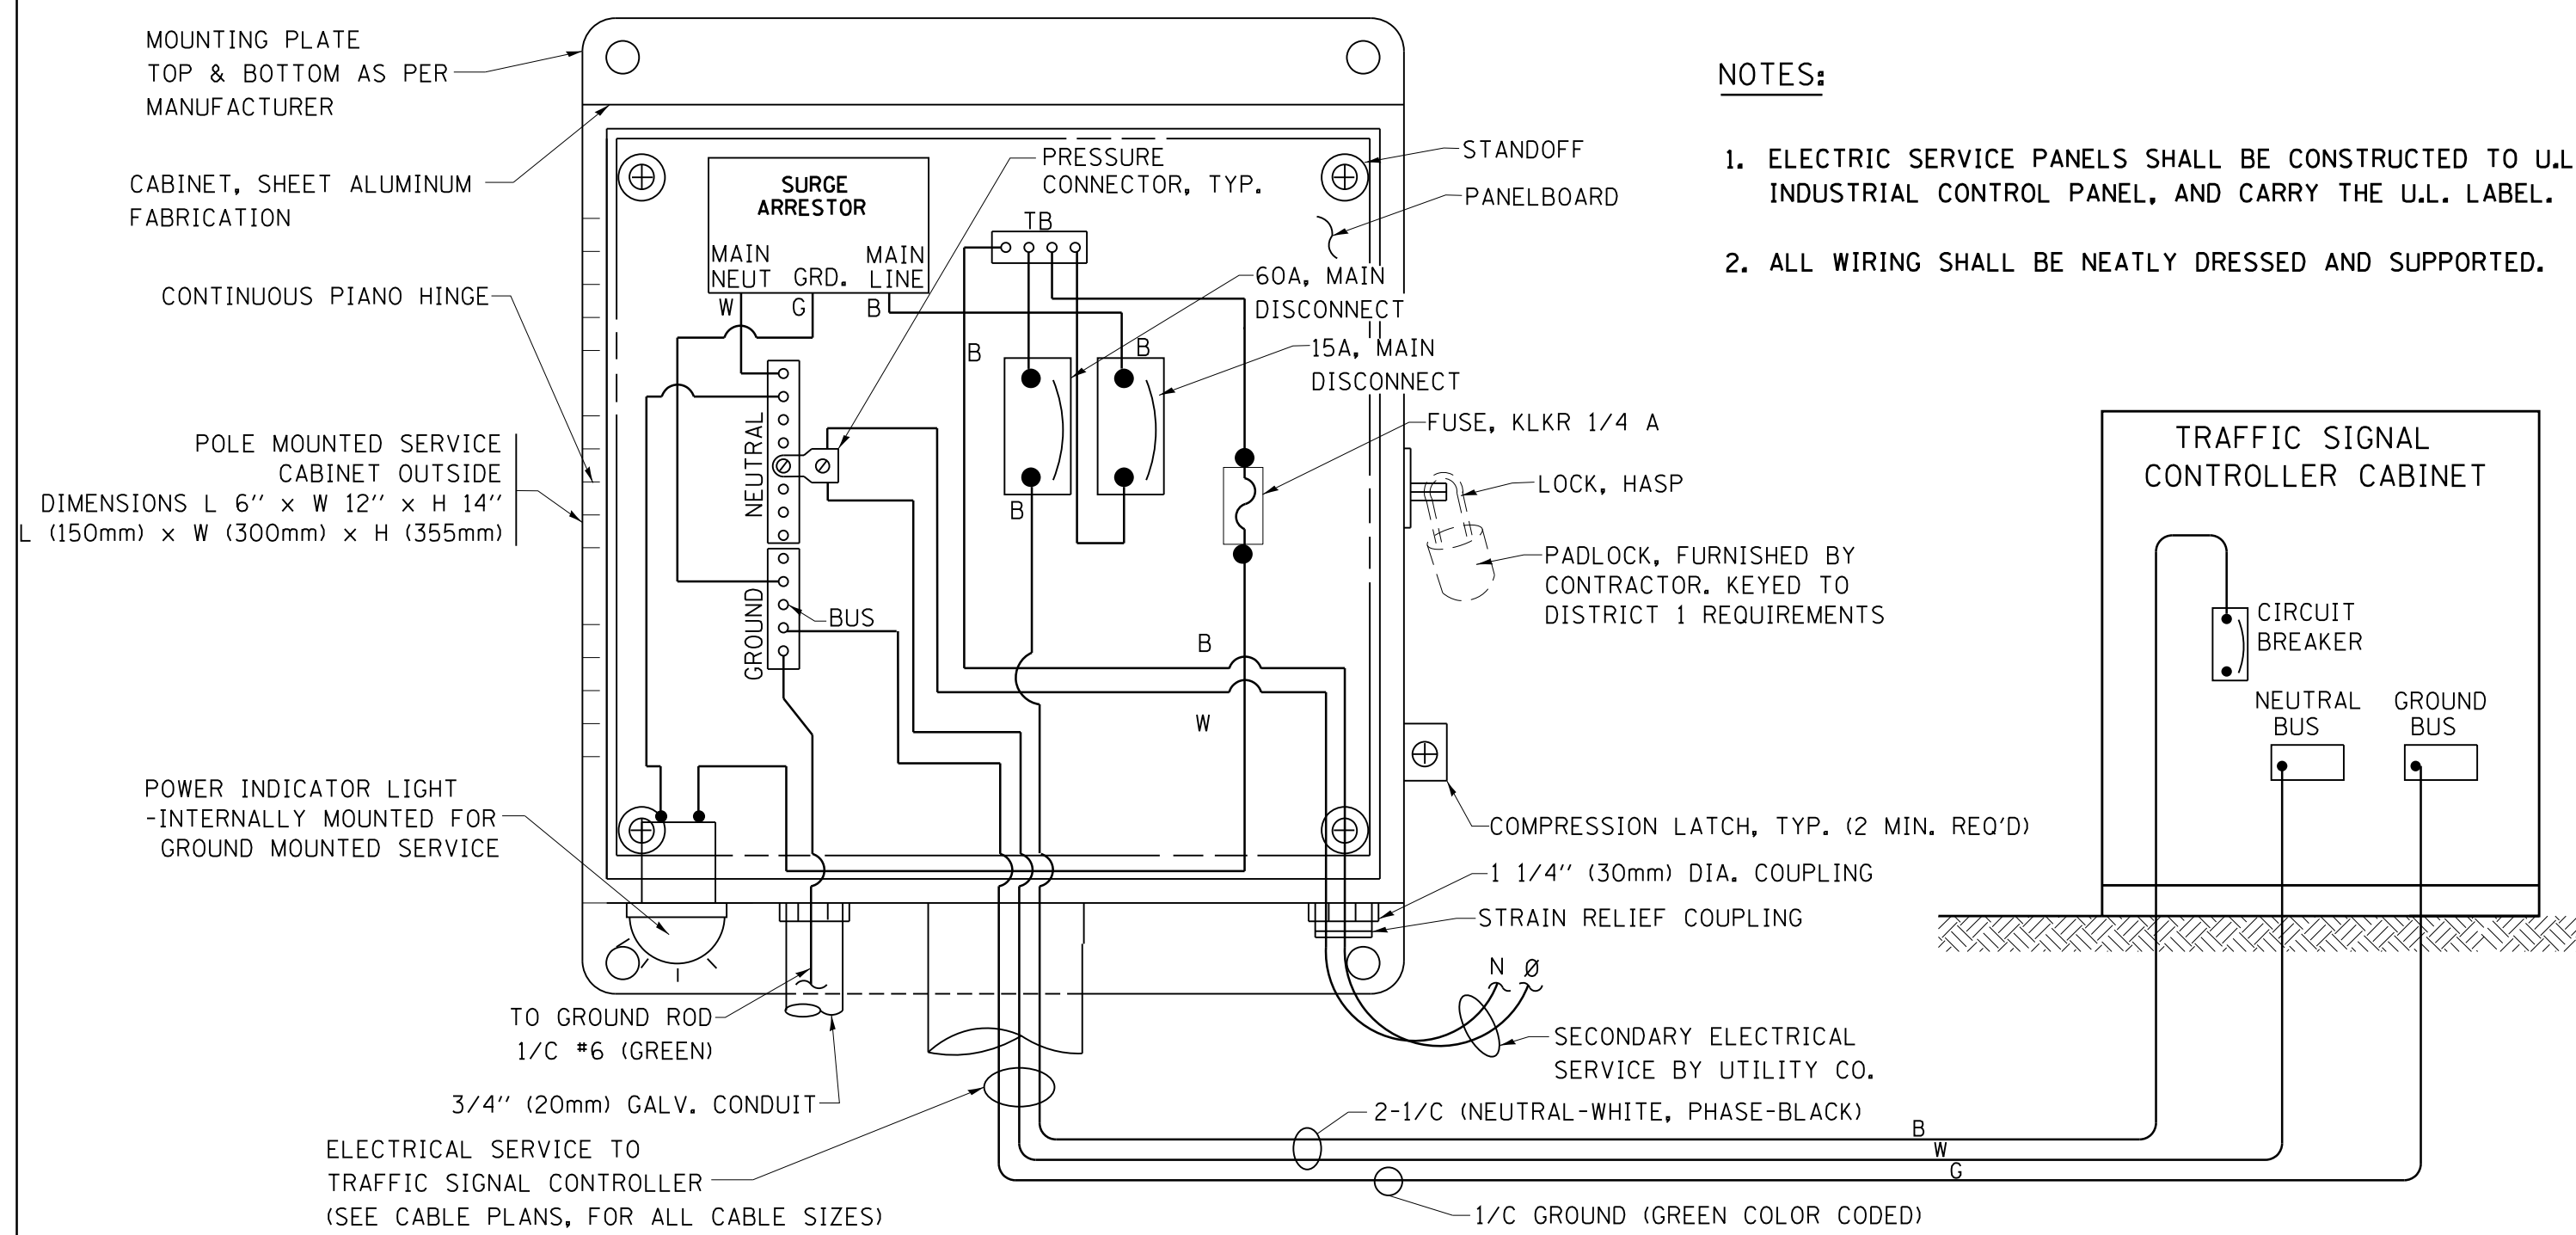 MOUNTING PLATE
TOP & BOTTOM AS PER
MANUFACTURER
CABINET, SHEET ALUMINUM
FABRICATION
CONTINUOUS PIANO HINGE
POLE MOUNTED SERVICE
CABINET OUTSIDE
DIMENSIONS L 6'' x W 12'' x H 14''
L (150mm) x W (300mm) x H (355mm)
POWER INDICATOR LIGHT
-INTERNALLY MOUNTED FOR
GROUND MOUNTED SERVICE
SURGE
ARRESTOR
MAIN
NEUT
GRD.
MAIN
LINE
W
G
B
PRESSURE
CONNECTOR, TYP.
TB
B
B
B
NEUTRAL
GROUND
BUS
B
W
STANDOFF
PANELBOARD
60A, MAIN
DISCONNECT
15A, MAIN
DISCONNECT
FUSE, KLKR 1/4 A
LOCK, HASP
PADLOCK, FURNISHED BY
CONTRACTOR. KEYED TO
DISTRICT 1 REQUIREMENTS
COMPRESSION LATCH, TYP. (2 MIN. REQ'D)
1 1/4'' (30mm) DIA. COUPLING
STRAIN RELIEF COUPLING
N Ø
SECONDARY ELECTRICAL
SERVICE BY UTILITY CO.
TO GROUND ROD
1/C #6 (GREEN)
3/4'' (20mm) GALV. CONDUIT
ELECTRICAL SERVICE TO
TRAFFIC SIGNAL CONTROLLER
(SEE CABLE PLANS, FOR ALL CABLE SIZES)
2-1/C (NEUTRAL-WHITE, PHASE-BLACK)
B
W
G
1/C GROUND (GREEN COLOR CODED)
NOTES:
1. ELECTRIC SERVICE PANELS SHALL BE CONSTRUCTED TO U.L
INDUSTRIAL CONTROL PANEL, AND CARRY THE U.L. LABEL.
2. ALL WIRING SHALL BE NEATLY DRESSED AND SUPPORTED.
TRAFFIC SIGNAL
CONTROLLER CABINET
CIRCUIT
BREAKER
NEUTRAL
BUS
GROUND
BUS